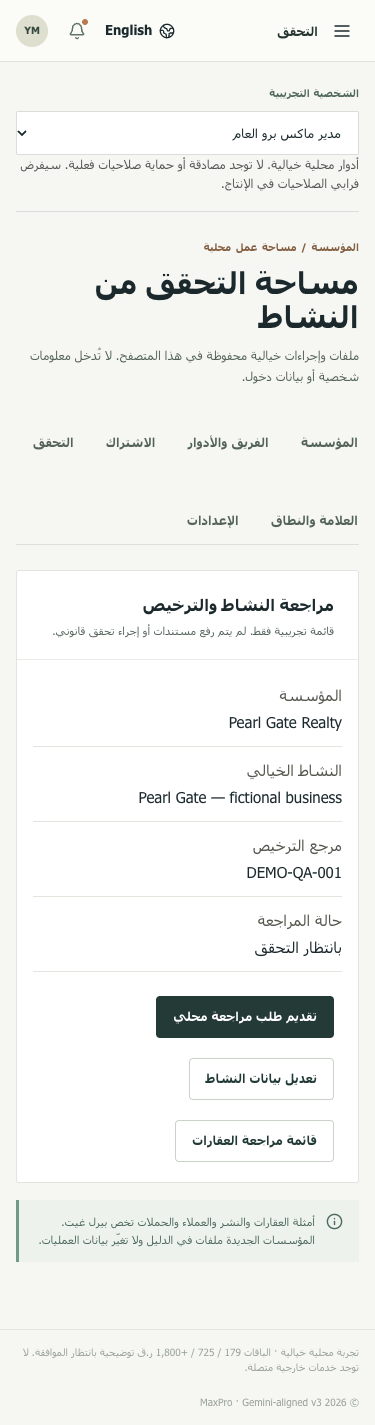 التحقق
English
YM
الشخصية التجريبية
مدير ماكس برو العام
أدوار محلية خيالية. لا توجد مصادقة أو حماية صلاحيات فعلية. سيفرض
فرابي الصلاحيات في الإنتاج.
المؤسسة / مساحة عمل محلية
مساحة التحقق من
النشاط
ملفات وإجراءات خيالية محفوظة في هذا المتصفح. لا تُدخل معلومات
شخصية أو بيانات دخول.
المؤسسة الفريق والأدوار الاشتراك التحقق
العلامة والنطاق الإعدادات
مراجعة النشاط والترخيص
قائمة تجريبية فقط. لم يتم رفع مستندات أو إجراء تحقق قانوني.
المؤسسة
Pearl Gate Realty
النشاط الخيالي
Pearl Gate — fictional business
مرجع الترخيص
DEMO-QA-001
حالة المراجعة
بانتظار التحقق
تقديم طلب مراجعة محلي
تعديل بيانات النشاط
قائمة مراجعة العقارات
أمثلة العقارات والنشر والعملاء والحملات تخص بيرل غيت.
المؤسسات الجديدة ملفات في الدليل ولا تغيّر بيانات العمليات.
تجربة محلية خيالية · الباقات 179 / 725 / +1,800 ر.ق توضيحية بانتظار الموافقة. لا
توجد خدمات خارجية متصلة.
© 2026 MaxPro · Gemini-aligned v3